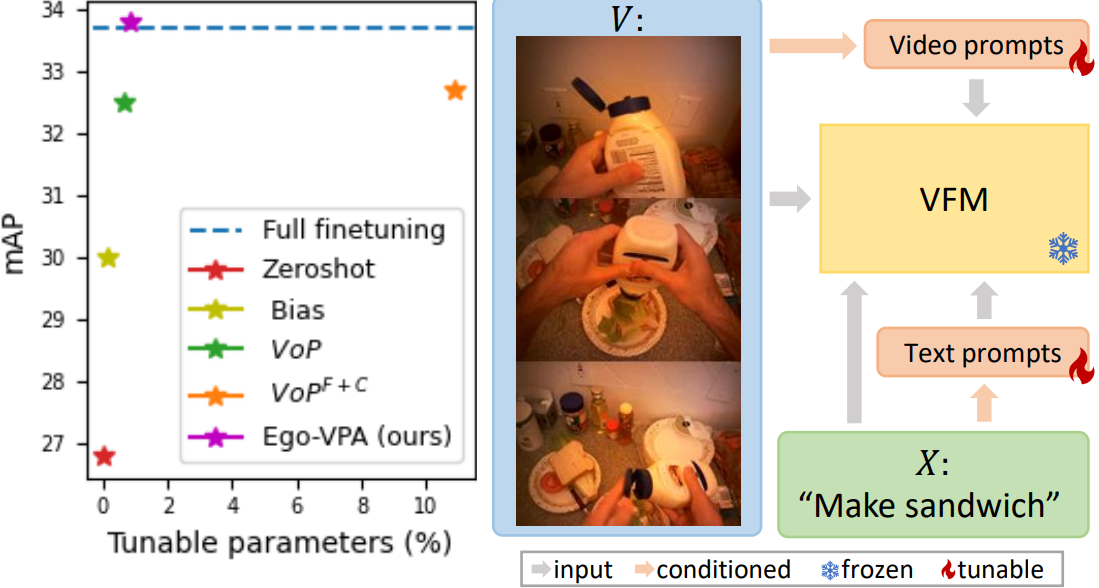 34
33
32
31
30
29
28
27
mAP
0
2
4
6
8
10
Tunable parameters (%)
Full finetuning
Zeroshot
Bias
VoP
VoP^{F+C}
Ego-VPA (ours)
V:
Video prompts
VFM
Text prompts
X:
“Make sandwich”
input
conditioned
frozen
tunable